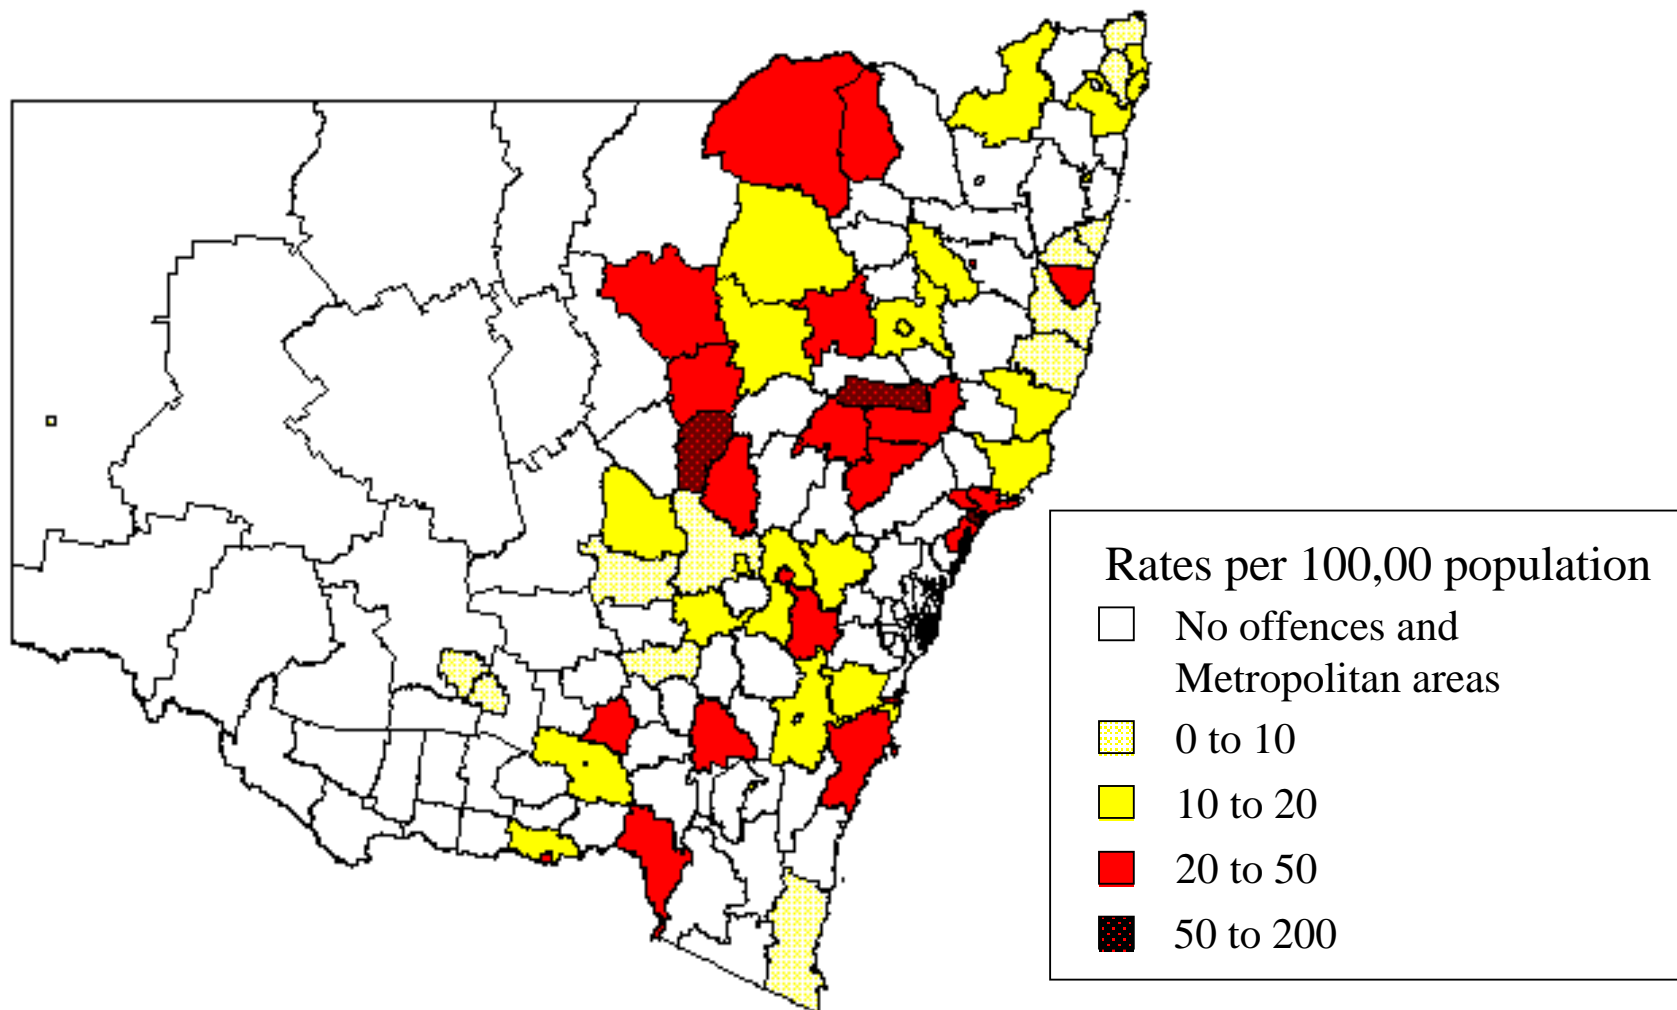 Rates per 100,00 population
No offences and
Metropolitan areas
0 to 10
10 to 20
20 to 50
50 to 200